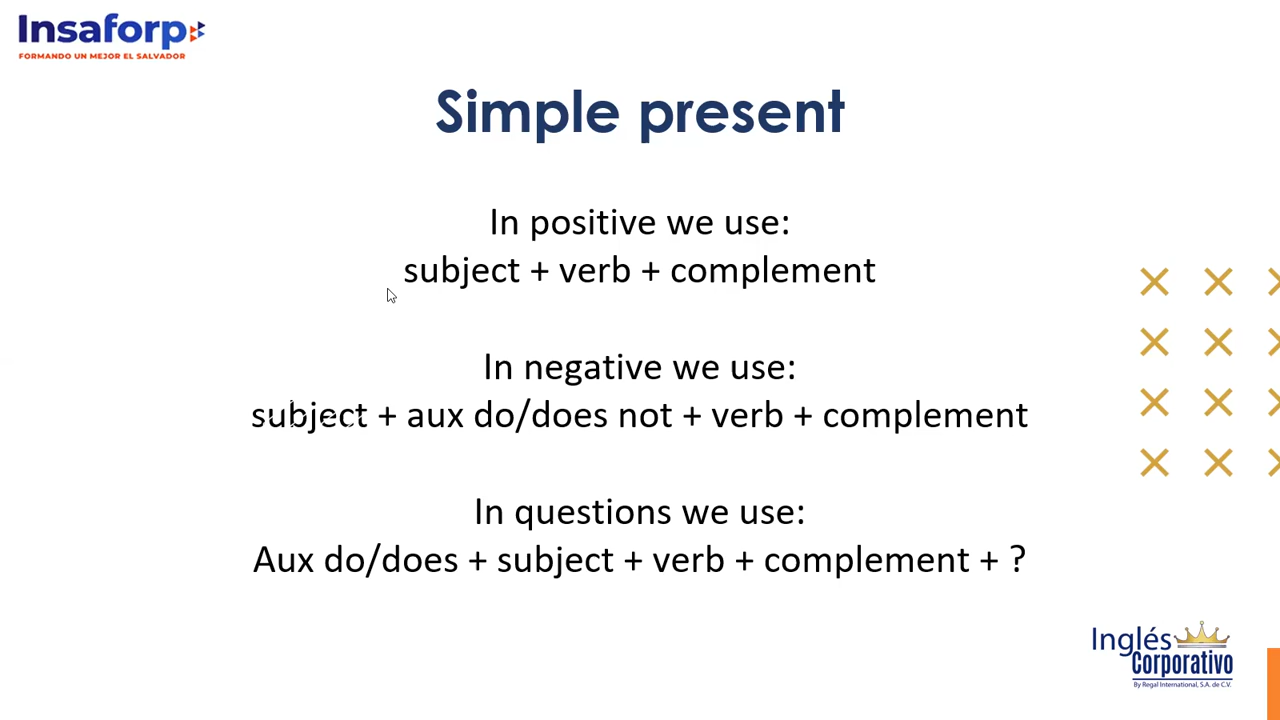 Insaforp
FORMANDO UN MEJOR EL SALVADOR
Simple present
In positive we use:
subject + verb + complement
In negative we use:
subject + aux do/does not + verb + complement
In questions we use:
Aux do/does + subject + verb + complement + ?
Inglés
Corporativo
By Regal International, S.A. de C.V.